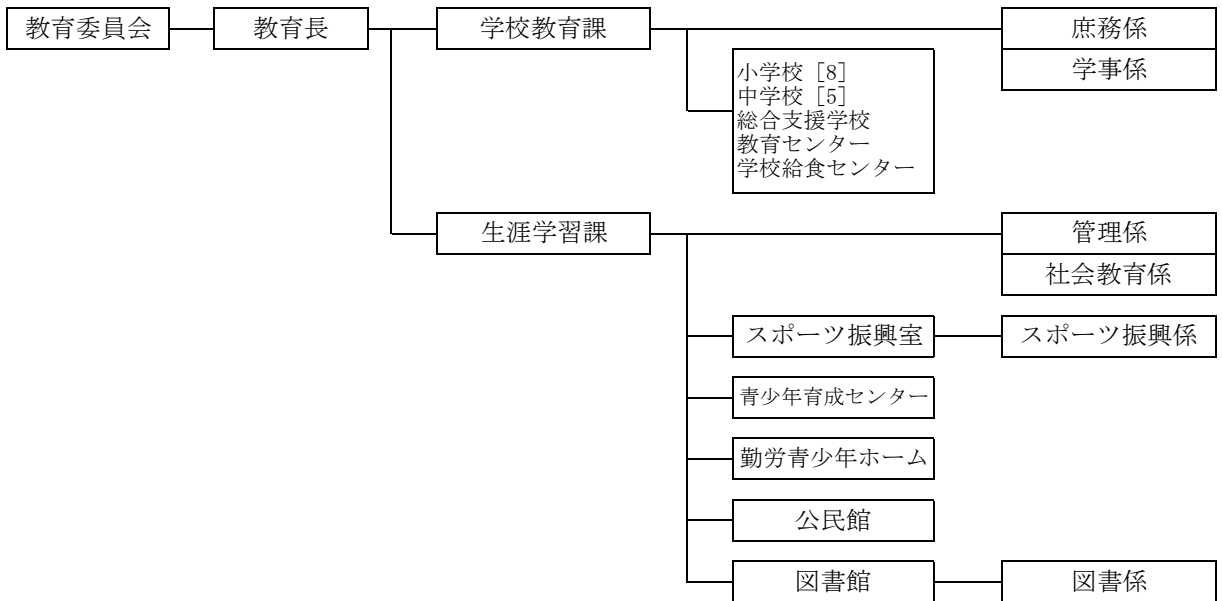 教育委員会
教育長
学校教育課
庶務係
学事係
小学校［8］
中学校［5］
総合支援学校
教育センター
学校給食センター
生涯学習課
管理係
社会教育係
スポーツ振興室
スポーツ振興係
青少年育成センター
勤労青少年ホーム
公民館
図書館
図書係